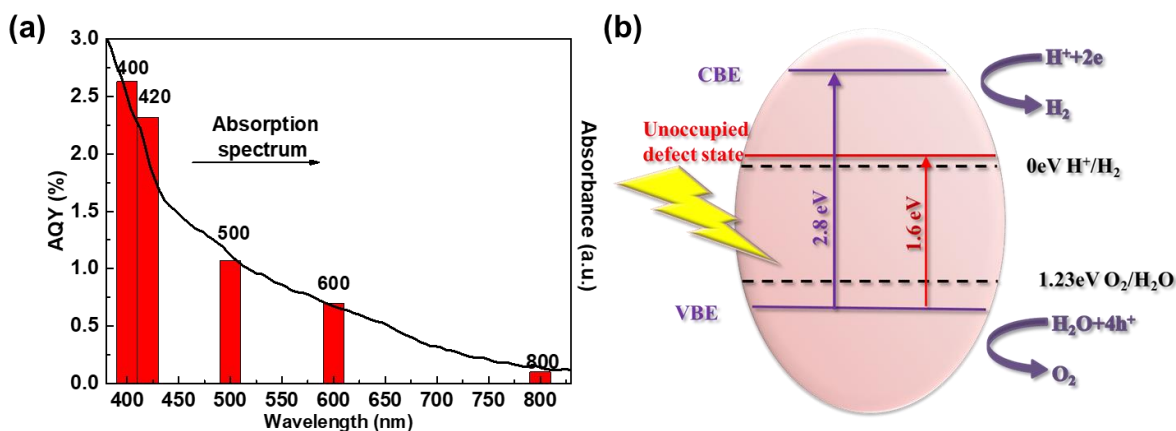 (a)
3.0
2.5
2.0
1.5
1.0
0.5
0.0
AQY (%)
400
420
500
600
800
Absorption
spectrum
400 450 500 550 600 650 700 750 800
Wavelength (nm)
Absorbance (a.u.)
(b)
CBE
H⁺+2e
H₂
Unoccupied
defect state
0eV H⁺/H₂
2.8 eV
1.6 eV
1.23eV O₂/H₂O
VBE
H₂O+4h⁺
O₂